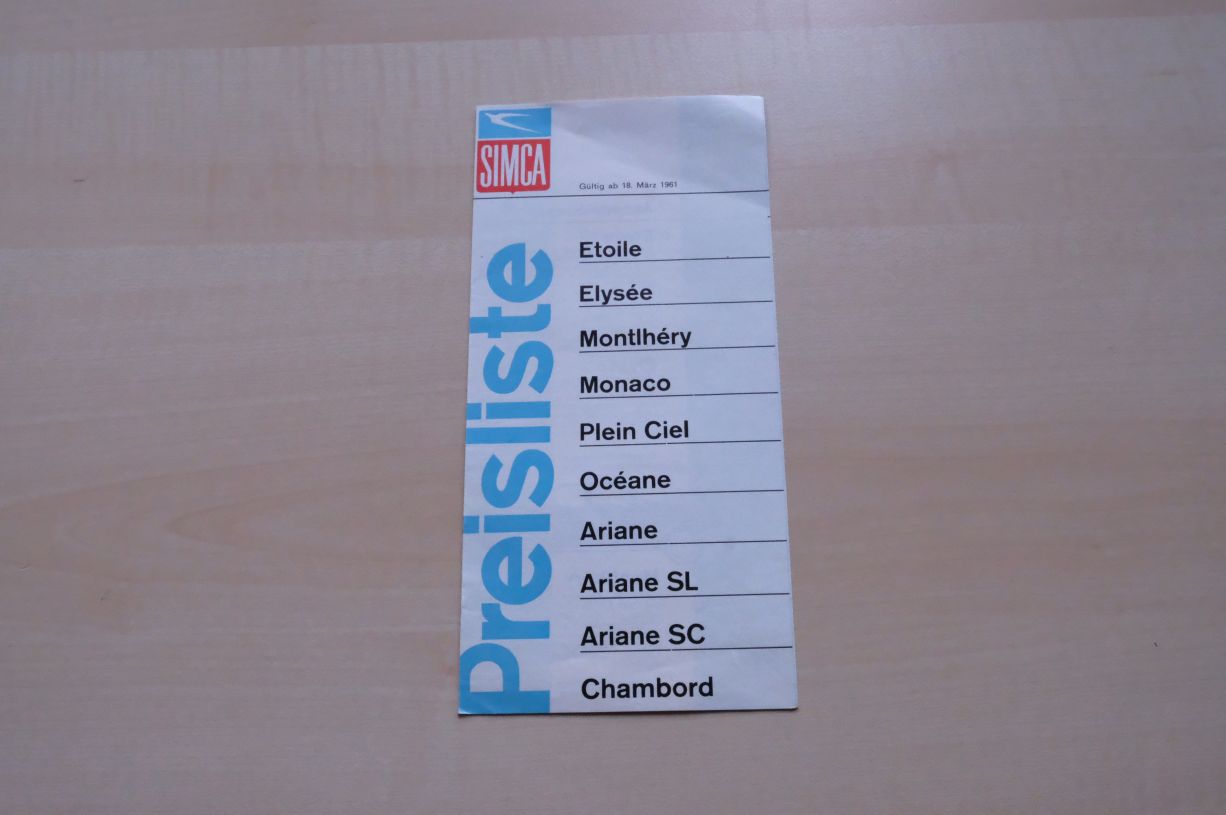 SIMCA
Gültig ab 18. März 1961
Preisliste
Etoile
Elysée
Montlhéry
Monaco
Plein Ciel
Océane
Ariane
Ariane SL
Ariane SC
Chambord